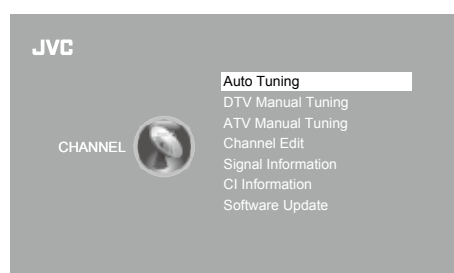 JVC
Auto Tuning
DTV Manual Tuning
ATV Manual Tuning
CHANNEL
Channel Edit
Signal Information
CI Information
Software Update